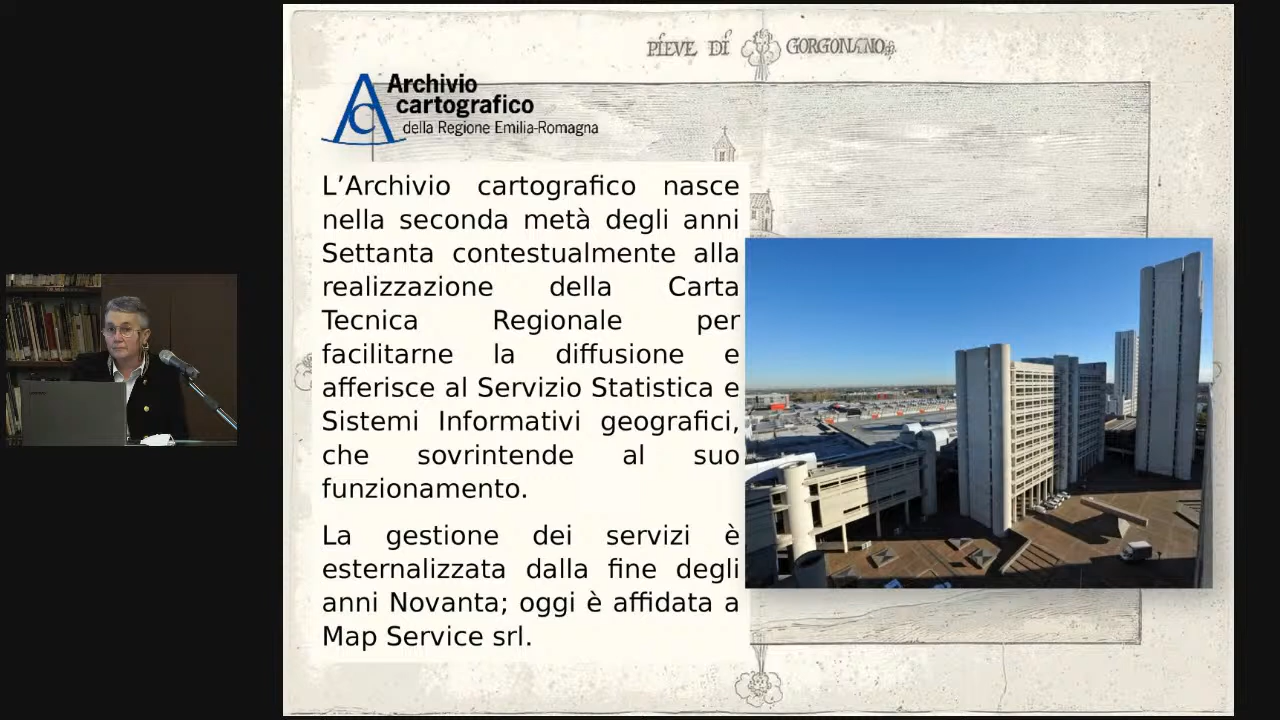 PIEVE DI GORGONANO
Archivio
cartografico
della Regione Emilia-Romagna
L’Archivio cartografico nasce
nella seconda metà degli anni
Settanta contestualmente alla
realizzazione della Carta
Tecnica Regionale per
facilitarne la diffusione e
afferisce al Servizio Statistica e
Sistemi Informativi geografici,
che sovrintende al suo
funzionamento.
La gestione dei servizi è
esternalizzata dalla fine degli
anni Novanta; oggi è affidata a
Map Service srl.